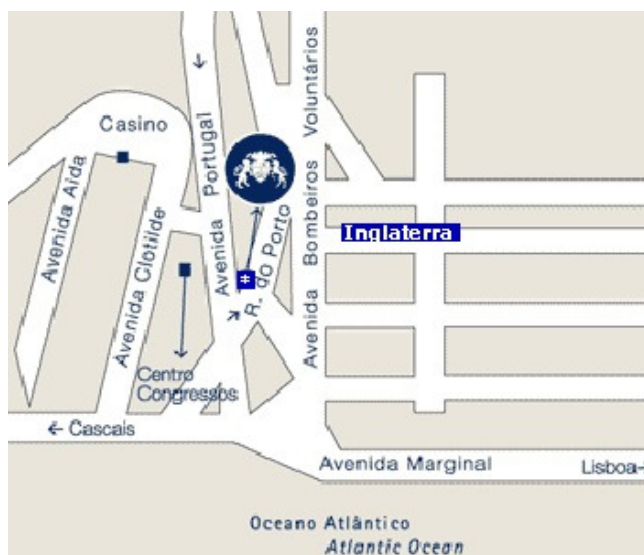 Casino
Avenida Aida
Avenida Clotilde
Avenida Portugal
R. do Porto
Avenida Bombeiros Voluntários
Inglaterra
Centro
Congressos
Cascais
Avenida Marginal
Lisboa
Oceano Atlântico
Atlantic Ocean